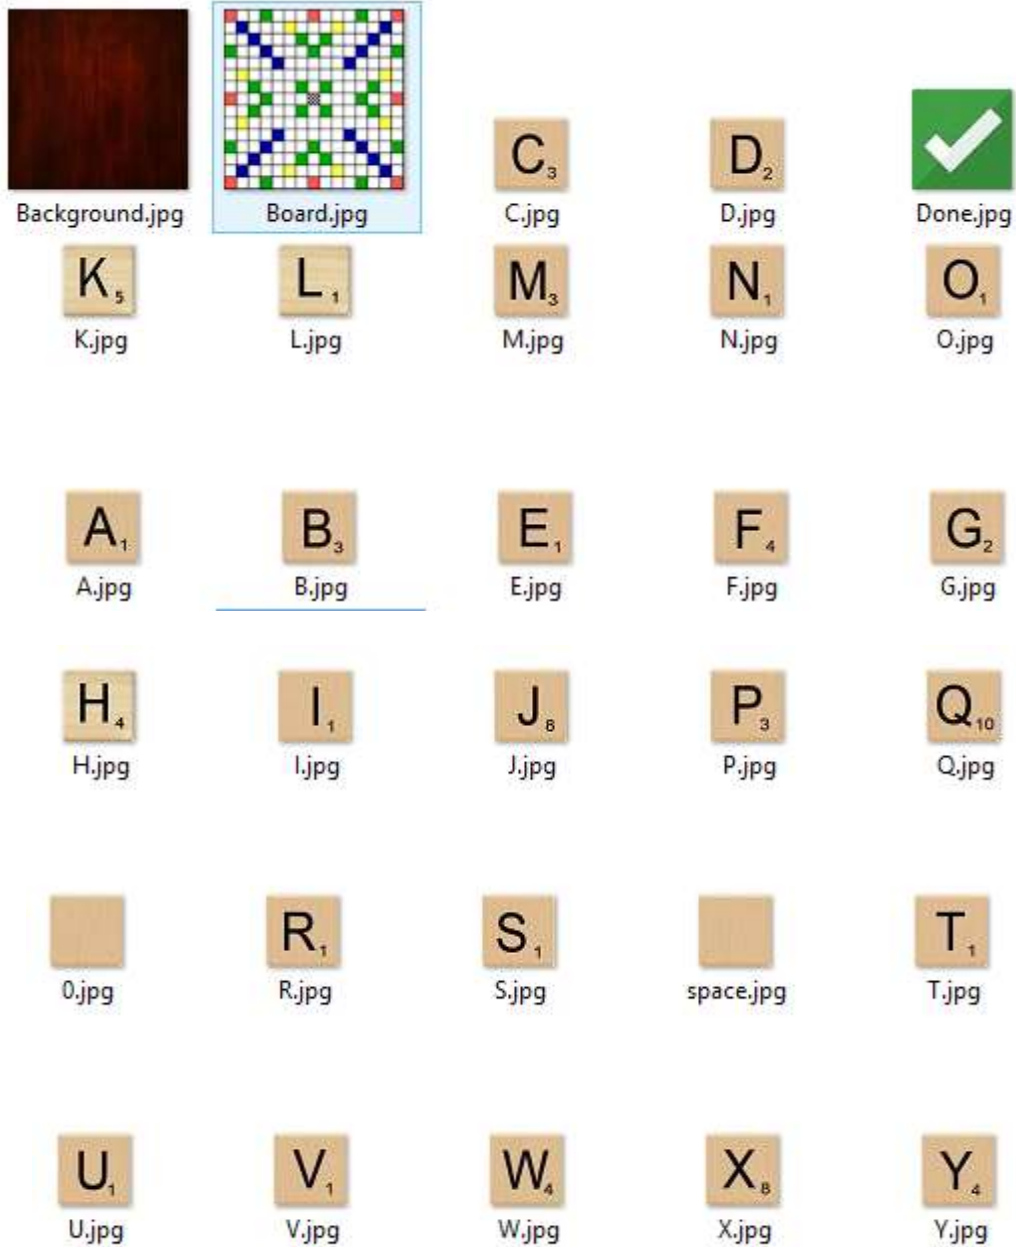 C3 D2
Background.jpg Board.jpg C.jpg D.jpg Done.jpg
K5 L1 M3 N1 O1
K.jpg L.jpg M.jpg N.jpg O.jpg
A1 B3 E1 F4 G2
A.jpg B.jpg E.jpg F.jpg G.jpg
H4 I1 J8 P3 Q10
H.jpg I.jpg J.jpg P.jpg Q.jpg
R1 S1 T1
0.jpg R.jpg S.jpg space.jpg T.jpg
U1 V1 W4 X8 Y4
U.jpg V.jpg W.jpg X.jpg Y.jpg